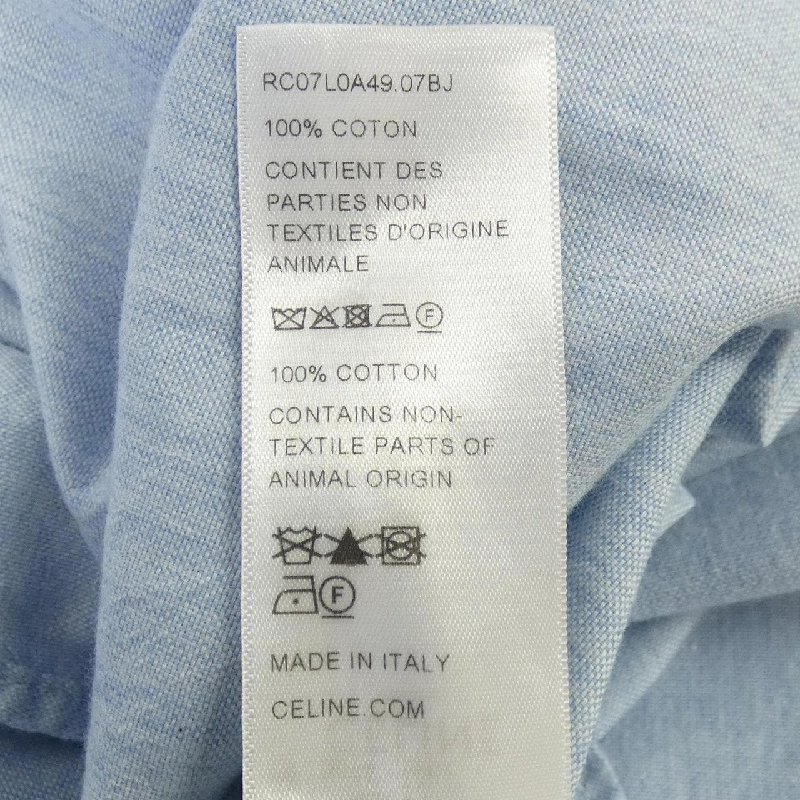 RC07L0A49.07BJ
100% COTON
CONTIENT DES
PARTIES NON
TEXTILES D'ORIGINE
ANIMALE
F
100% COTTON
CONTAINS NON-
TEXTILE PARTS OF
ANIMAL ORIGIN
F
MADE IN ITALY
CELINE.COM